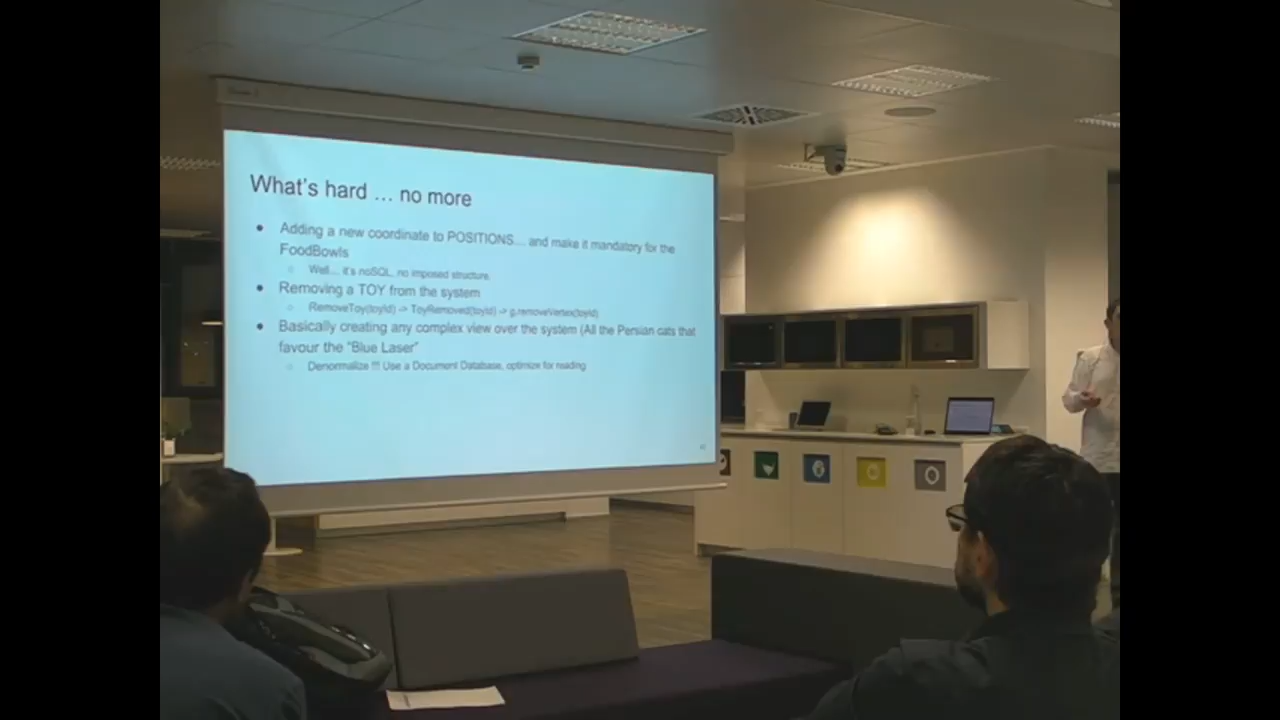 What's hard … no more
● Adding a new coordinate to POSITIONS… and make it mandatory for the
FoodBowls
○ Well… it's noSQL, no imposed structure.
● Removing a TOY from the system
○ RemoveToy(toyId) -> ToyRemoved(toyId) -> g.removeVertex(toyId)
● Basically creating any complex view over the system (All the Persian cats that
favour the "Blue Laser"
○ Denormalize !!! Use a Document Database, optimize for reading